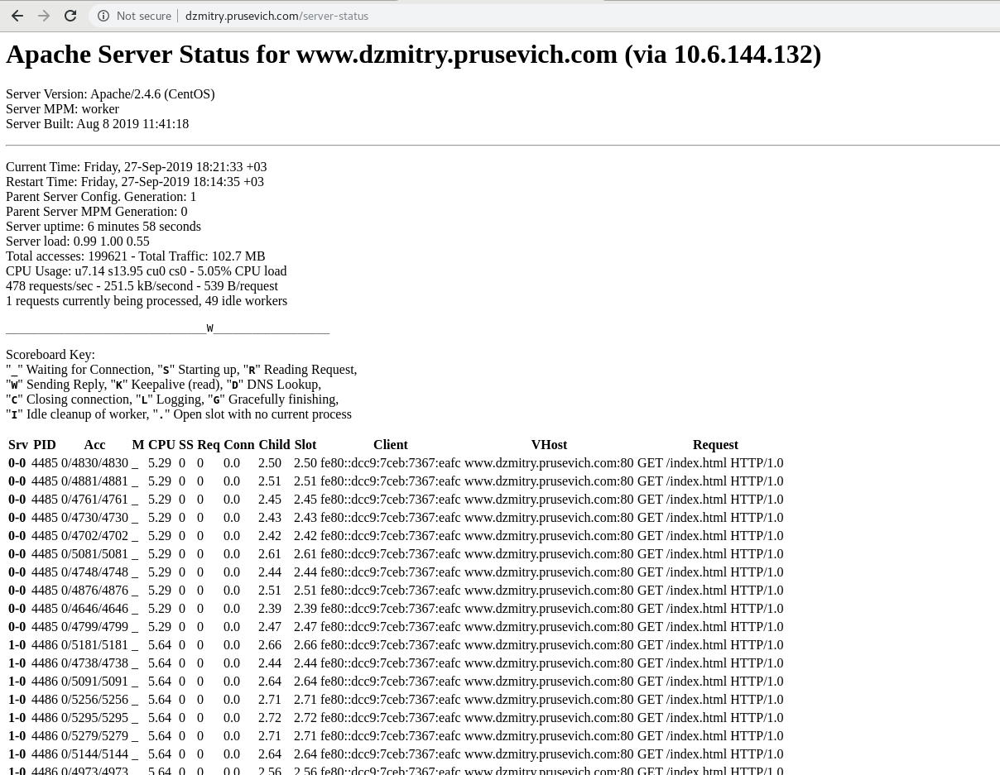 Not secure | dzmitry.prusevich.com/server-status
Apache Server Status for www.dzmitry.prusevich.com (via 10.6.144.132)
Server Version: Apache/2.4.6 (CentOS)
Server MPM: worker
Server Built: Aug 8 2019 11:41:18
Current Time: Friday, 27-Sep-2019 18:21:33 +03
Restart Time: Friday, 27-Sep-2019 18:14:35 +03
Parent Server Config. Generation: 1
Parent Server MPM Generation: 0
Server uptime: 6 minutes 58 seconds
Server load: 0.99 1.00 0.55
Total accesses: 199621 - Total Traffic: 102.7 MB
CPU Usage: u7.14 s13.95 cu0 cs0 - 5.05% CPU load
478 requests/sec - 251.5 kB/second - 539 B/request
1 requests currently being processed, 49 idle workers
_______________________________W__________________
Scoreboard Key:
"_" Waiting for Connection, "S" Starting up, "R" Reading Request,
"W" Sending Reply, "K" Keepalive (read), "D" DNS Lookup,
"C" Closing connection, "L" Logging, "G" Gracefully finishing,
"I" Idle cleanup of worker, "." Open slot with no current process
Srv PID Acc M CPU SS Req Conn Child Slot Client VHost Request
0-0 4485 0/4830/4830 _ 5.29 0 0 0.0 2.50 2.50 fe80::dcc9:7ceb:7367:eafc www.dzmitry.prusevich.com:80 GET /index.html HTTP/1.0
0-0 4485 0/4881/4881 _ 5.29 0 0 0.0 2.51 2.51 fe80::dcc9:7ceb:7367:eafc www.dzmitry.prusevich.com:80 GET /index.html HTTP/1.0
0-0 4485 0/4761/4761 _ 5.29 0 0 0.0 2.45 2.45 fe80::dcc9:7ceb:7367:eafc www.dzmitry.prusevich.com:80 GET /index.html HTTP/1.0
0-0 4485 0/4730/4730 _ 5.29 0 0 0.0 2.43 2.43 fe80::dcc9:7ceb:7367:eafc www.dzmitry.prusevich.com:80 GET /index.html HTTP/1.0
0-0 4485 0/4702/4702 _ 5.29 0 0 0.0 2.42 2.42 fe80::dcc9:7ceb:7367:eafc www.dzmitry.prusevich.com:80 GET /index.html HTTP/1.0
0-0 4485 0/5081/5081 _ 5.29 0 0 0.0 2.61 2.61 fe80::dcc9:7ceb:7367:eafc www.dzmitry.prusevich.com:80 GET /index.html HTTP/1.0
0-0 4485 0/4748/4748 _ 5.29 0 0 0.0 2.44 2.44 fe80::dcc9:7ceb:7367:eafc www.dzmitry.prusevich.com:80 GET /index.html HTTP/1.0
0-0 4485 0/4876/4876 _ 5.29 0 0 0.0 2.51 2.51 fe80::dcc9:7ceb:7367:eafc www.dzmitry.prusevich.com:80 GET /index.html HTTP/1.0
0-0 4485 0/4646/4646 _ 5.29 0 0 0.0 2.39 2.39 fe80::dcc9:7ceb:7367:eafc www.dzmitry.prusevich.com:80 GET /index.html HTTP/1.0
0-0 4485 0/4799/4799 _ 5.29 0 0 0.0 2.47 2.47 fe80::dcc9:7ceb:7367:eafc www.dzmitry.prusevich.com:80 GET /index.html HTTP/1.0
1-0 4486 0/5181/5181 _ 5.64 0 0 0.0 2.66 2.66 fe80::dcc9:7ceb:7367:eafc www.dzmitry.prusevich.com:80 GET /index.html HTTP/1.0
1-0 4486 0/4738/4738 _ 5.64 0 0 0.0 2.44 2.44 fe80::dcc9:7ceb:7367:eafc www.dzmitry.prusevich.com:80 GET /index.html HTTP/1.0
1-0 4486 0/5091/5091 _ 5.64 0 0 0.0 2.64 2.64 fe80::dcc9:7ceb:7367:eafc www.dzmitry.prusevich.com:80 GET /index.html HTTP/1.0
1-0 4486 0/5256/5256 _ 5.64 0 0 0.0 2.71 2.71 fe80::dcc9:7ceb:7367:eafc www.dzmitry.prusevich.com:80 GET /index.html HTTP/1.0
1-0 4486 0/5295/5295 _ 5.64 0 0 0.0 2.72 2.72 fe80::dcc9:7ceb:7367:eafc www.dzmitry.prusevich.com:80 GET /index.html HTTP/1.0
1-0 4486 0/5279/5279 _ 5.64 0 0 0.0 2.71 2.71 fe80::dcc9:7ceb:7367:eafc www.dzmitry.prusevich.com:80 GET /index.html HTTP/1.0
1-0 4486 0/5144/5144 _ 5.64 0 0 0.0 2.64 2.64 fe80::dcc9:7ceb:7367:eafc www.dzmitry.prusevich.com:80 GET /index.html HTTP/1.0
1-0 4486 0/4973/4973 5.64 0 0 0.0 2.56 2.56 fe80::dcc9:7ceb:7367:eafc www.dzmitry.prusevich.com:80 GET /index.html HTTP/1.0